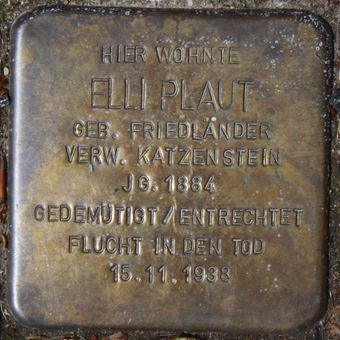 HIER WOHNTE
ELLI PLAUT
GEB. FRIEDLÄNDER
VERW. KATZENSTEIN
JG. 1884
GEDEMÜTIGT / ENTRECHTET
FLUCHT IN DEN TOD
15.11.1938